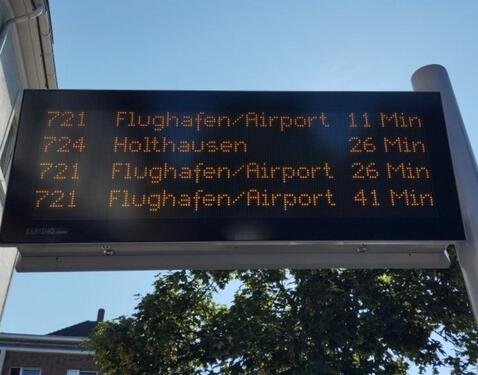 721 Flughafen/Airport 11 Min
724 Holthausen 26 Min
721 Flughafen/Airport 26 Min
721 Flughafen/Airport 41 Min